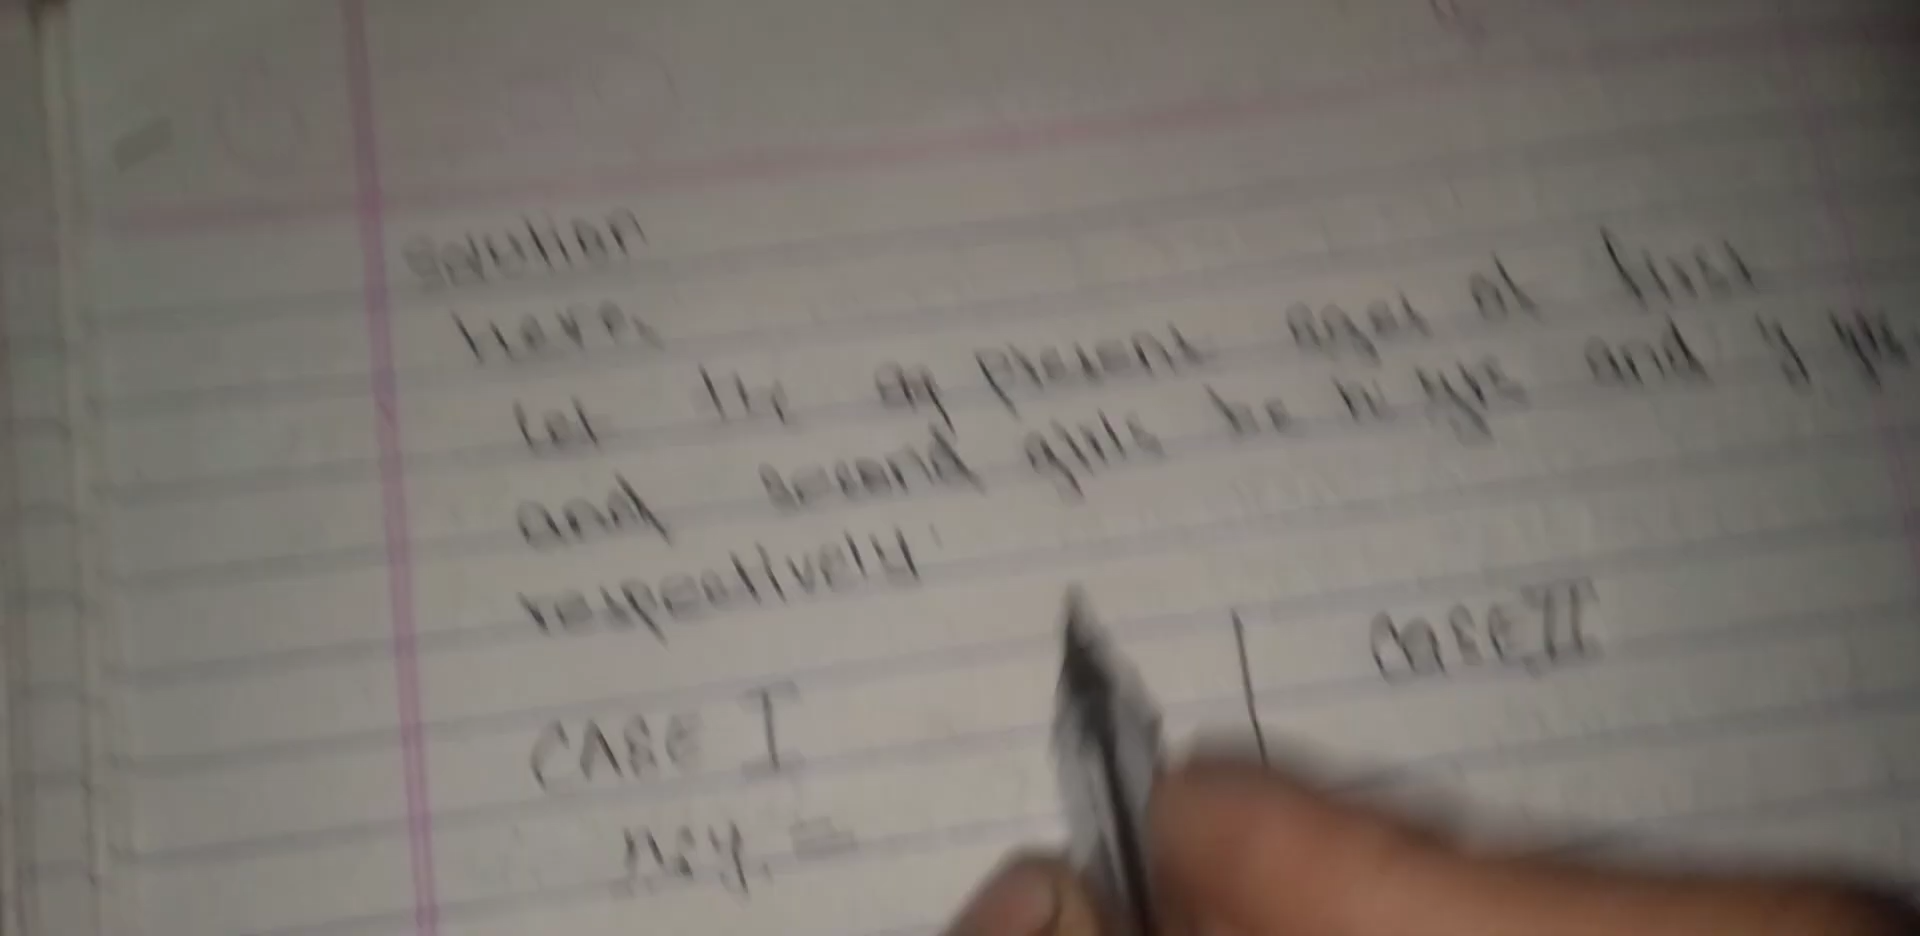 Solution
Here,
Let the ag present ages of first
and second girls be x yrs and y yrs
respectively.
CASE I
CASE II